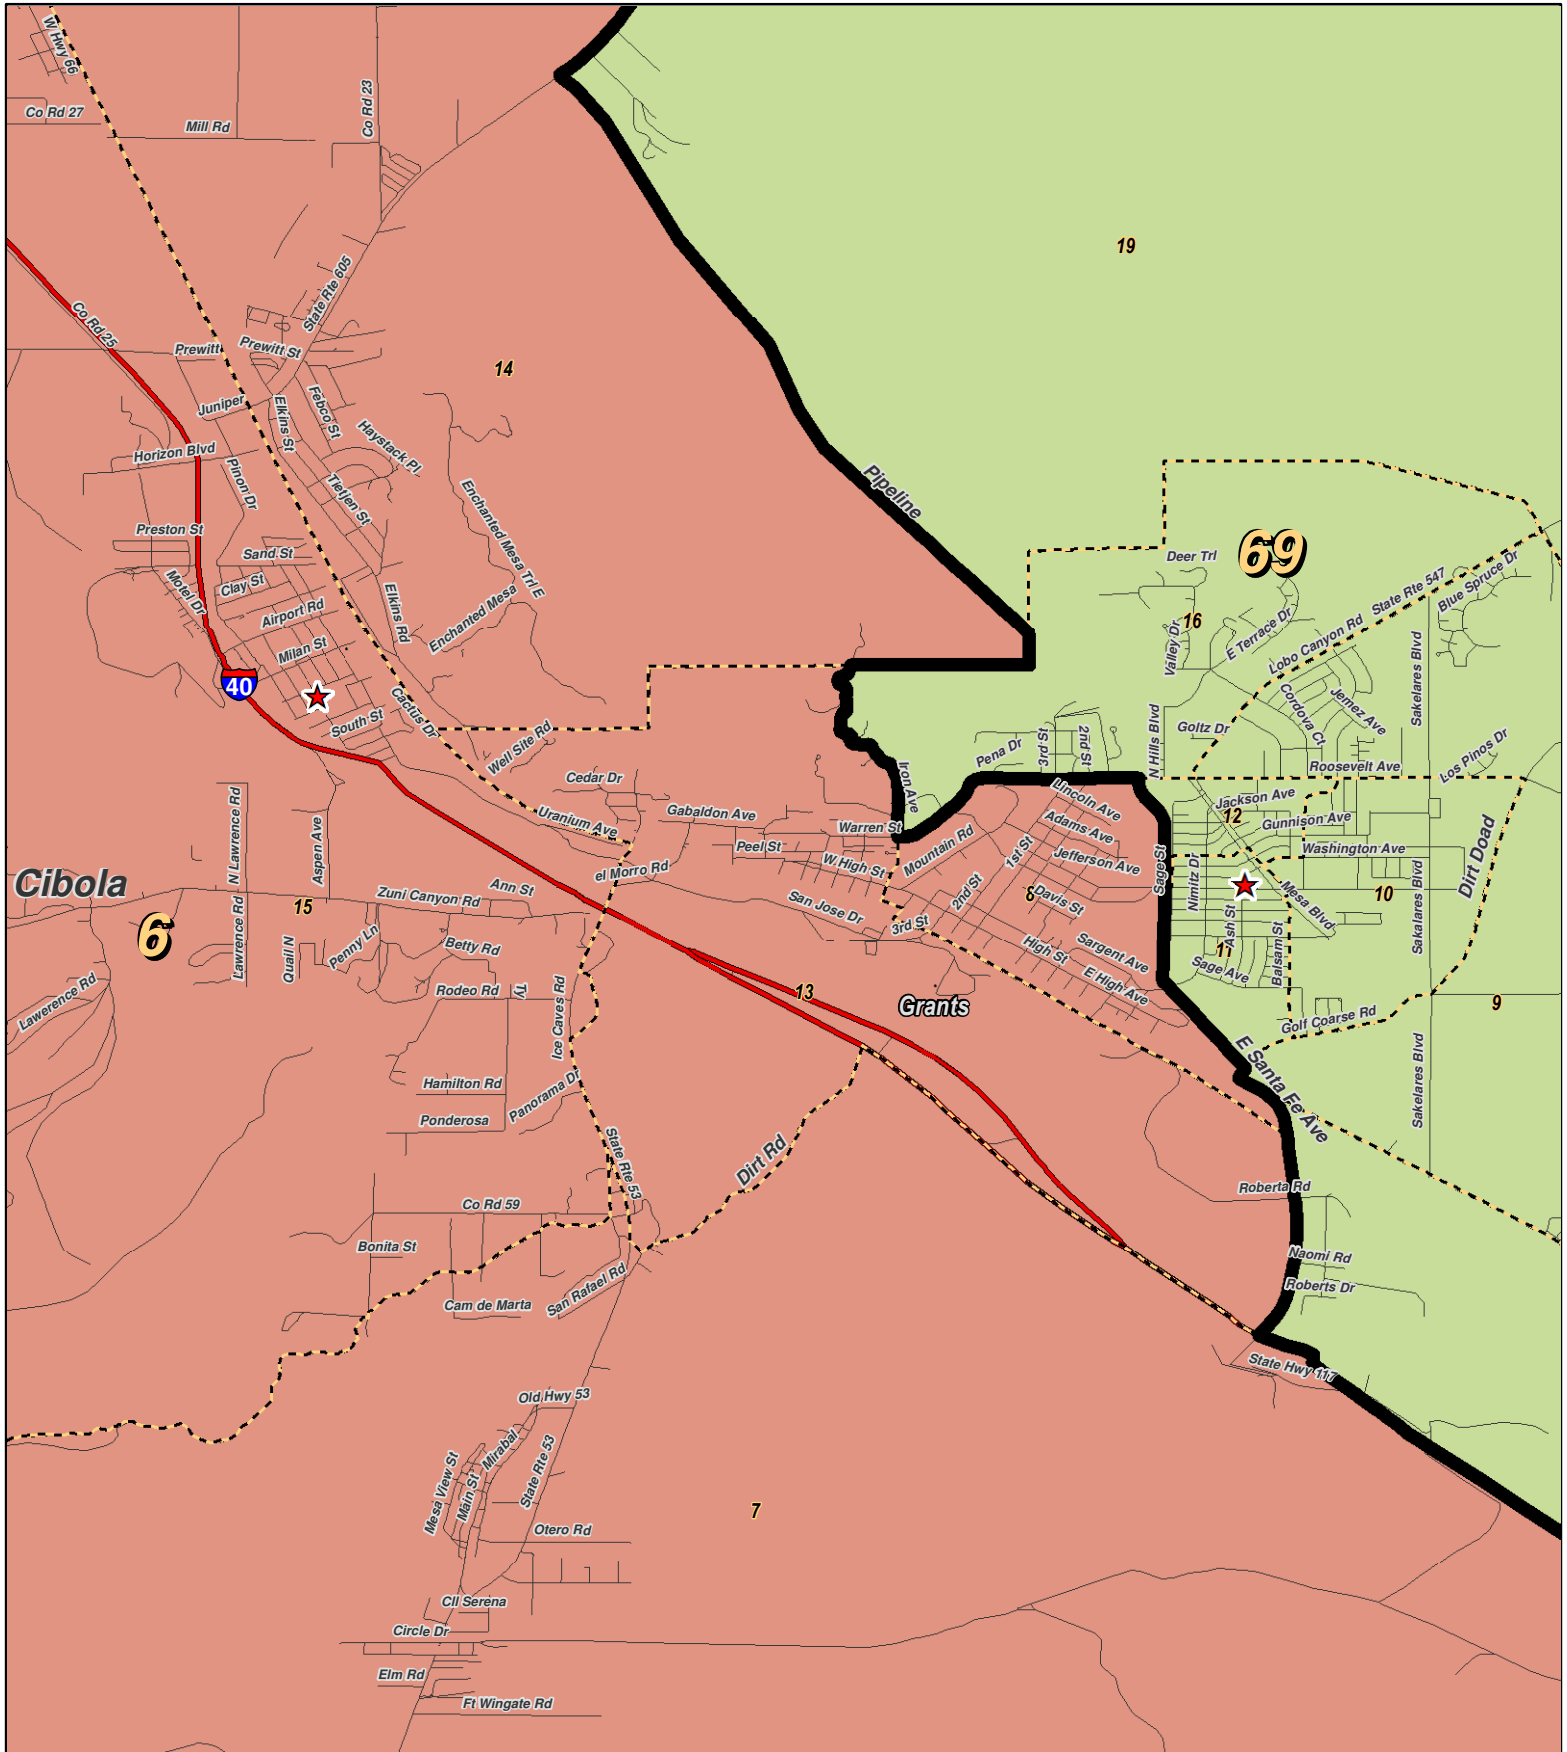 W Hwy 66
Co Rd 27
Mill Rd
Co Rd 23
19
State Rte 605
Co Rd 25
Prewitt
Prewitt St
14
Juniper
Elkins St
Febco St
Haystack Pl
Horizon Blvd
Pinon Dr
Tietjen St
Pipeline
Enchanted Mesa Trl E
Preston St
Sand St
69
Deer Trl
State Rte 547
Blue Spruce Dr
Motel Dr
Clay St
Airport Rd
Elkins Rd
Enchanted Mesa
16
Valley Dr
E Terrace Dr
Lobo Canyon Rd
Sakelares Blvd
Milan St
40
Cactus Dr
South St
Well Site Rd
Cordova Ct
Jemez Ave
N Hills Blvd
Goltz Dr
Pena Dr
3rd St
2nd St
Los Pinos Dr
Roosevelt Ave
Iron Ave
Cedar Dr
N Lawrence Rd
Aspen Ave
Uranium Ave
Gabaldon Ave
Warren St
Lincoln Ave
Adams Ave
Jackson Ave
12
Gunnison Ave
Washington Ave
Peel St
W High St
Mountain Rd
1st St
Jefferson Ave
Sage St
Nimitz Dr
Dirt Doad
Cibola
el Morro Rd
Zuni Canyon Rd
Ann St
2nd St
8
Davis St
Mesa Blvd
10
Sakalares Blvd
15
6
Lawrence Rd
Quail N
Penny Ln
Betty Rd
San Jose Dr
3rd St
High St
Sargent Ave
E High Ave
11
Ash St
Sage Ave
Balsam St
Lawerence Rd
Rodeo Rd
Ty
Ice Caves Rd
13
Grants
9
Golf Coarse Rd
E Santa Fe Ave
Sakelares Blvd
Hamilton Rd
Panorama Dr
Ponderosa
State Rte 53
Dirt Rd
Roberta Rd
Co Rd 59
Bonita St
Naomi Rd
Roberts Dr
Cam de Marta
San Rafael Rd
State Hwy 117
Old Hwy 53
Mesa View St
Main St
Mirabal
State Rte 53
7
Otero Rd
Cll Serena
Circle Dr
Elm Rd
Ft Wingate Rd